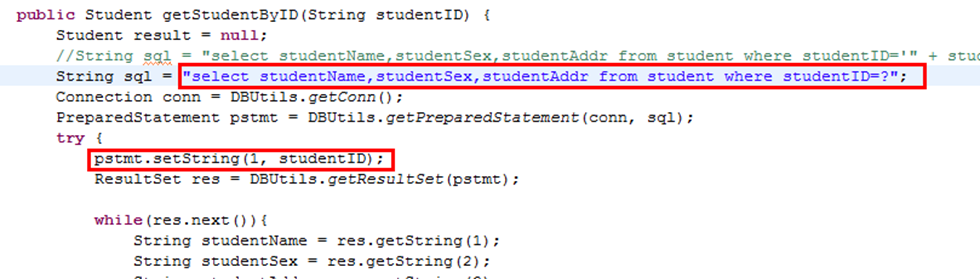 public Student getStudentByID(String studentID) {
Student result = null;
//String sql = "select studentName,studentSex,studentAddr from student where studentID='" + stud
String sql = "select studentName,studentSex,studentAddr from student where studentID=?";
Connection conn = DBUtils.getConn();
PreparedStatement pstmt = DBUtils.getPreparedStatement(conn, sql);
try {
pstmt.setString(1, studentID);
ResultSet res = DBUtils.getResultSet(pstmt);
while(res.next()){
String studentName = res.getString(1);
String studentSex = res.getString(2);